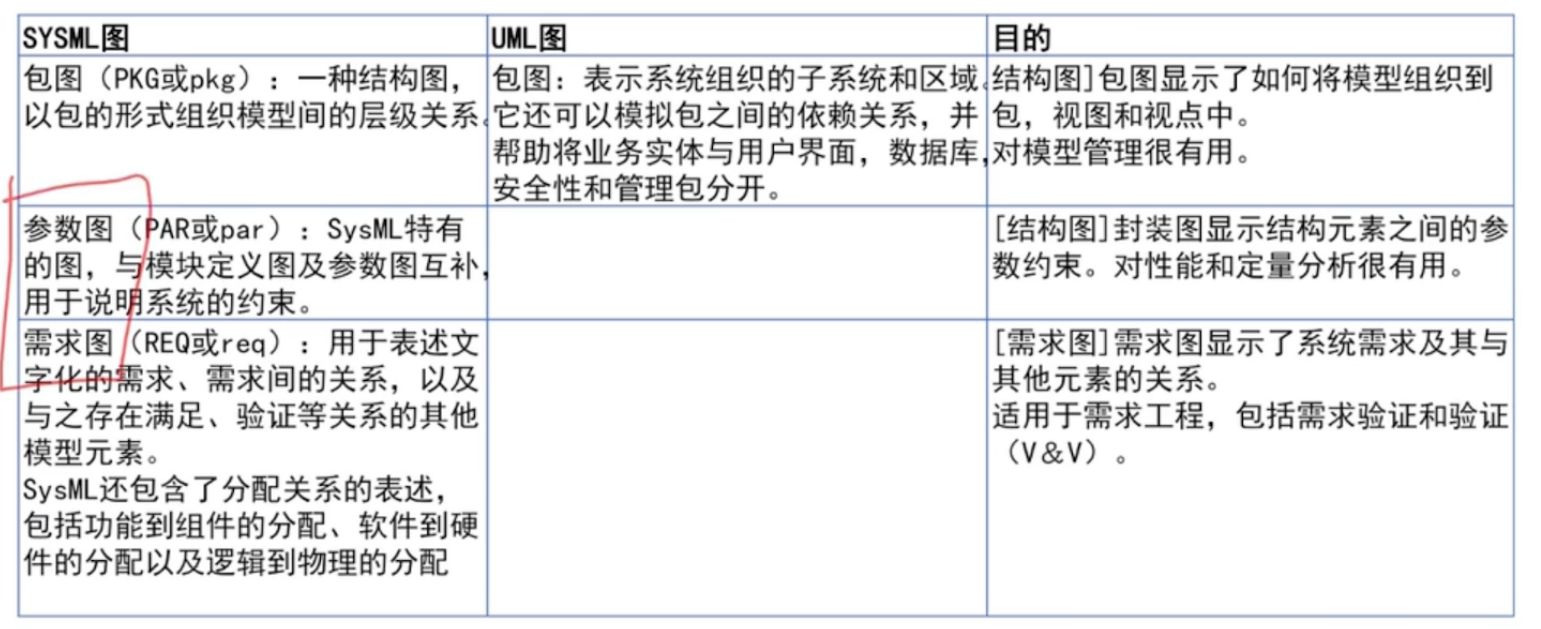 SYSML图
UML图
目的
包图（PKG或pkg）：一种结构图，
以包的形式组织模型间的层级关系。
包图：表示系统组织的子系统和区域。
它还可以模拟包之间的依赖关系，并
帮助将业务实体与用户界面，数据库，
安全性和管理包分开。
结构图]包图显示了如何将模型组织到
包，视图和视点中。
对模型管理很有用。
参数图（PAR或par）：SysML特有
的图，与模块定义图及参数图互补，
用于说明系统的约束。
[结构图]封装图显示结构元素之间的参
数约束。对性能和定量分析很有用。
需求图（REQ或req）：用于表述文
字化的需求、需求间的关系，以及
与之存在满足、验证等关系的其他
模型元素。
SysML还包含了分配关系的表述，
包括功能到组件的分配、软件到硬
件的分配以及逻辑到物理的分配
[需求图]需求图显示了系统需求及其与
其他元素的关系。
适用于需求工程，包括需求验证和验证
（V&V）。